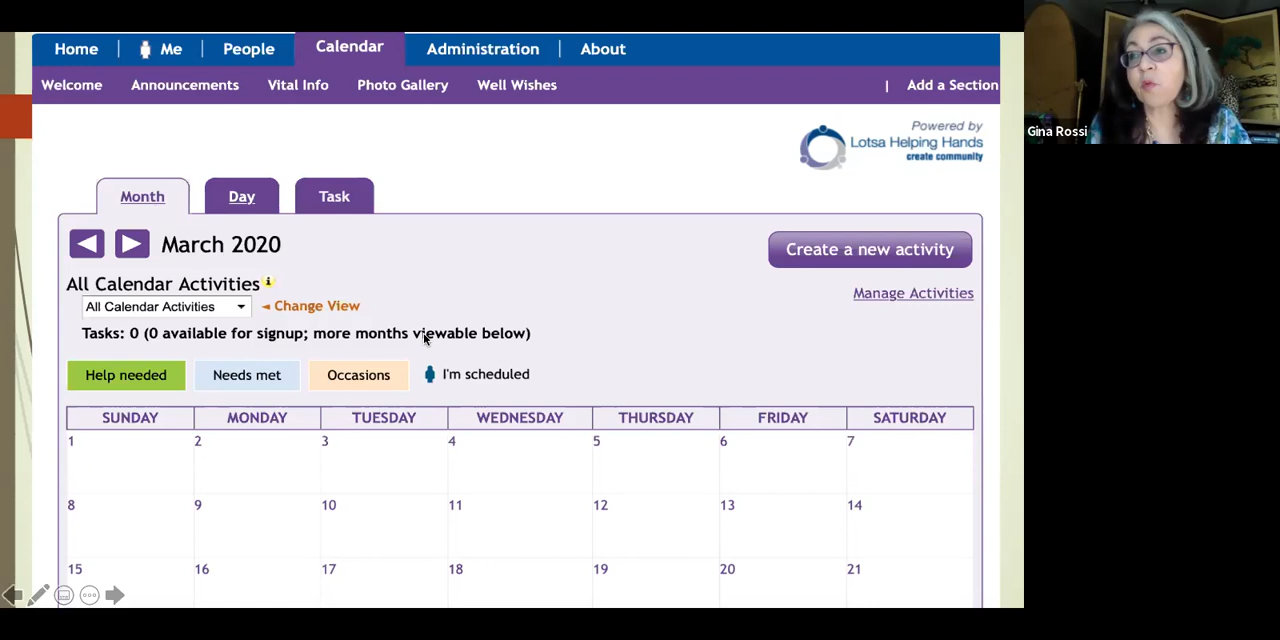 Home | Me | People Calendar Administration | About
Welcome Announcements Vital Info Photo Gallery Well Wishes | Add a Section
Gina Rossi
Powered by
Lotsa Helping Hands
create community
Month Day Task
March 2020
Create a new activity
All Calendar Activities i
Manage Activities
All Calendar Activities Change View
Tasks: 0 (0 available for signup; more months viewable below)
Help needed Needs met Occasions I'm scheduled
SUNDAY MONDAY TUESDAY WEDNESDAY THURSDAY FRIDAY SATURDAY
1 2 3 4 5 6 7
8 9 10 11 12 13 14
15 16 17 18 19 20 21